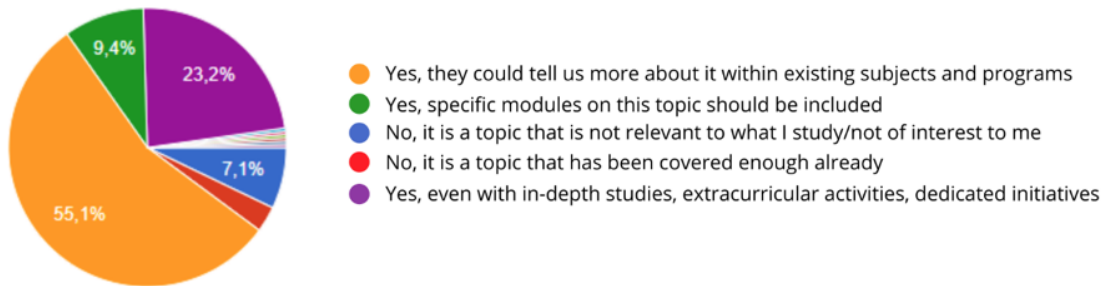 9,4%
23,2%
7,1%
55,1%
Yes, they could tell us more about it within existing subjects and programs
Yes, specific modules on this topic should be included
No, it is a topic that is not relevant to what I study/not of interest to me
No, it is a topic that has been covered enough already
Yes, even with in-depth studies, extracurricular activities, dedicated initiatives